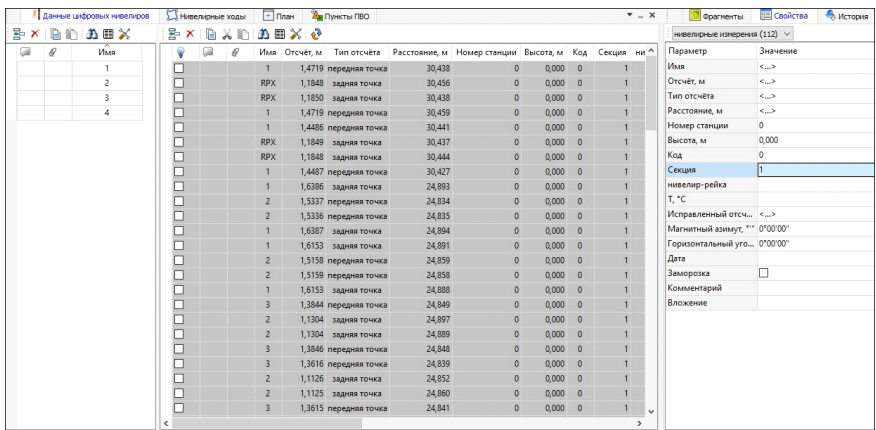 Данные цифровых нивелиров
Нивелирные ходы
План
Пункты ПВО
Фрагменты
Свойства
История
Имя
1
2
3
4
Имя Отсчёт, м Тип отсчёта Расстояние, м Номер станции Высота, м Код Секция ни
1 1,4719 передняя точка 30,438 0 0,000 0 1
RPX 1,1848 задняя точка 30,456 0 0,000 0 1
RPX 1,1850 задняя точка 30,438 0 0,000 0 1
1 1,4719 передняя точка 30,459 0 0,000 0 1
1 1,4486 передняя точка 30,441 0 0,000 0 1
RPX 1,1849 задняя точка 30,437 0 0,000 0 1
RPX 1,1848 задняя точка 30,444 0 0,000 0 1
1 1,4487 передняя точка 30,427 0 0,000 0 1
1 1,6386 задняя точка 24,893 0 0,000 0 1
2 1,5337 передняя точка 24,834 0 0,000 0 1
2 1,5336 передняя точка 24,835 0 0,000 0 1
1 1,6387 задняя точка 24,894 0 0,000 0 1
1 1,6153 задняя точка 24,891 0 0,000 0 1
2 1,5158 передняя точка 24,859 0 0,000 0 1
2 1,5159 передняя точка 24,858 0 0,000 0 1
1 1,6153 задняя точка 24,888 0 0,000 0 1
3 1,3844 передняя точка 24,849 0 0,000 0 1
2 1,1304 задняя точка 24,897 0 0,000 0 1
2 1,1304 задняя точка 24,889 0 0,000 0 1
3 1,3846 передняя точка 24,848 0 0,000 0 1
3 1,3616 передняя точка 24,839 0 0,000 0 1
2 1,1126 задняя точка 24,852 0 0,000 0 1
2 1,1125 задняя точка 24,860 0 0,000 0 1
3 1,3615 передняя точка 24,841 0 0,000 0 1
нивелирные измерения (112)
Параметр Значение
Имя <...>
Отсчёт, м <...>
Тип отсчёта <...>
Расстояние, м <...>
Номер станции 0
Высота, м 0,000
Код 0
Секция 1
нивелир-рейка
T, °C
Исправленный отсч... <...>
Магнитный азимут, °'" 0°00'00"
Горизонтальный уго... 0°00'00"
Дата
Заморозка
Комментарий
Вложение